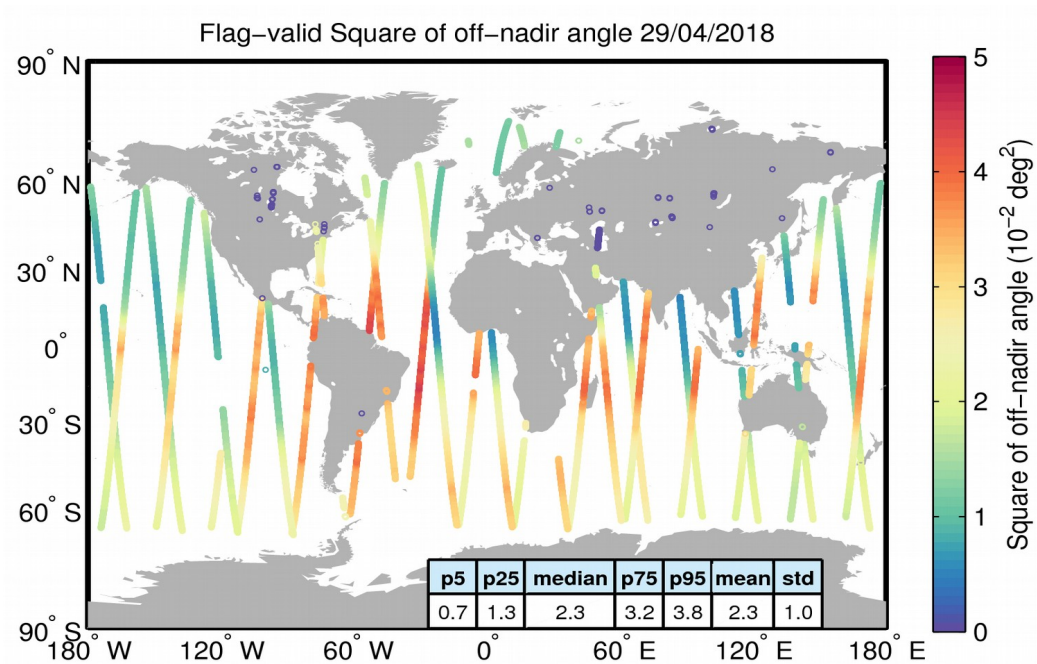 Flag−valid Square of off−nadir angle 29/04/2018
90° N
60° N
30° N
0°
30° S
60° S
90° S
180° W
120° W
60° W
0°
60° E
120° E
180° E
p5 p25 median p75 p95 mean std
0.7 1.3 2.3 3.2 3.8 2.3 1.0
5
4
3
2
1
0
Square of off−nadir angle (10⁻² deg²)